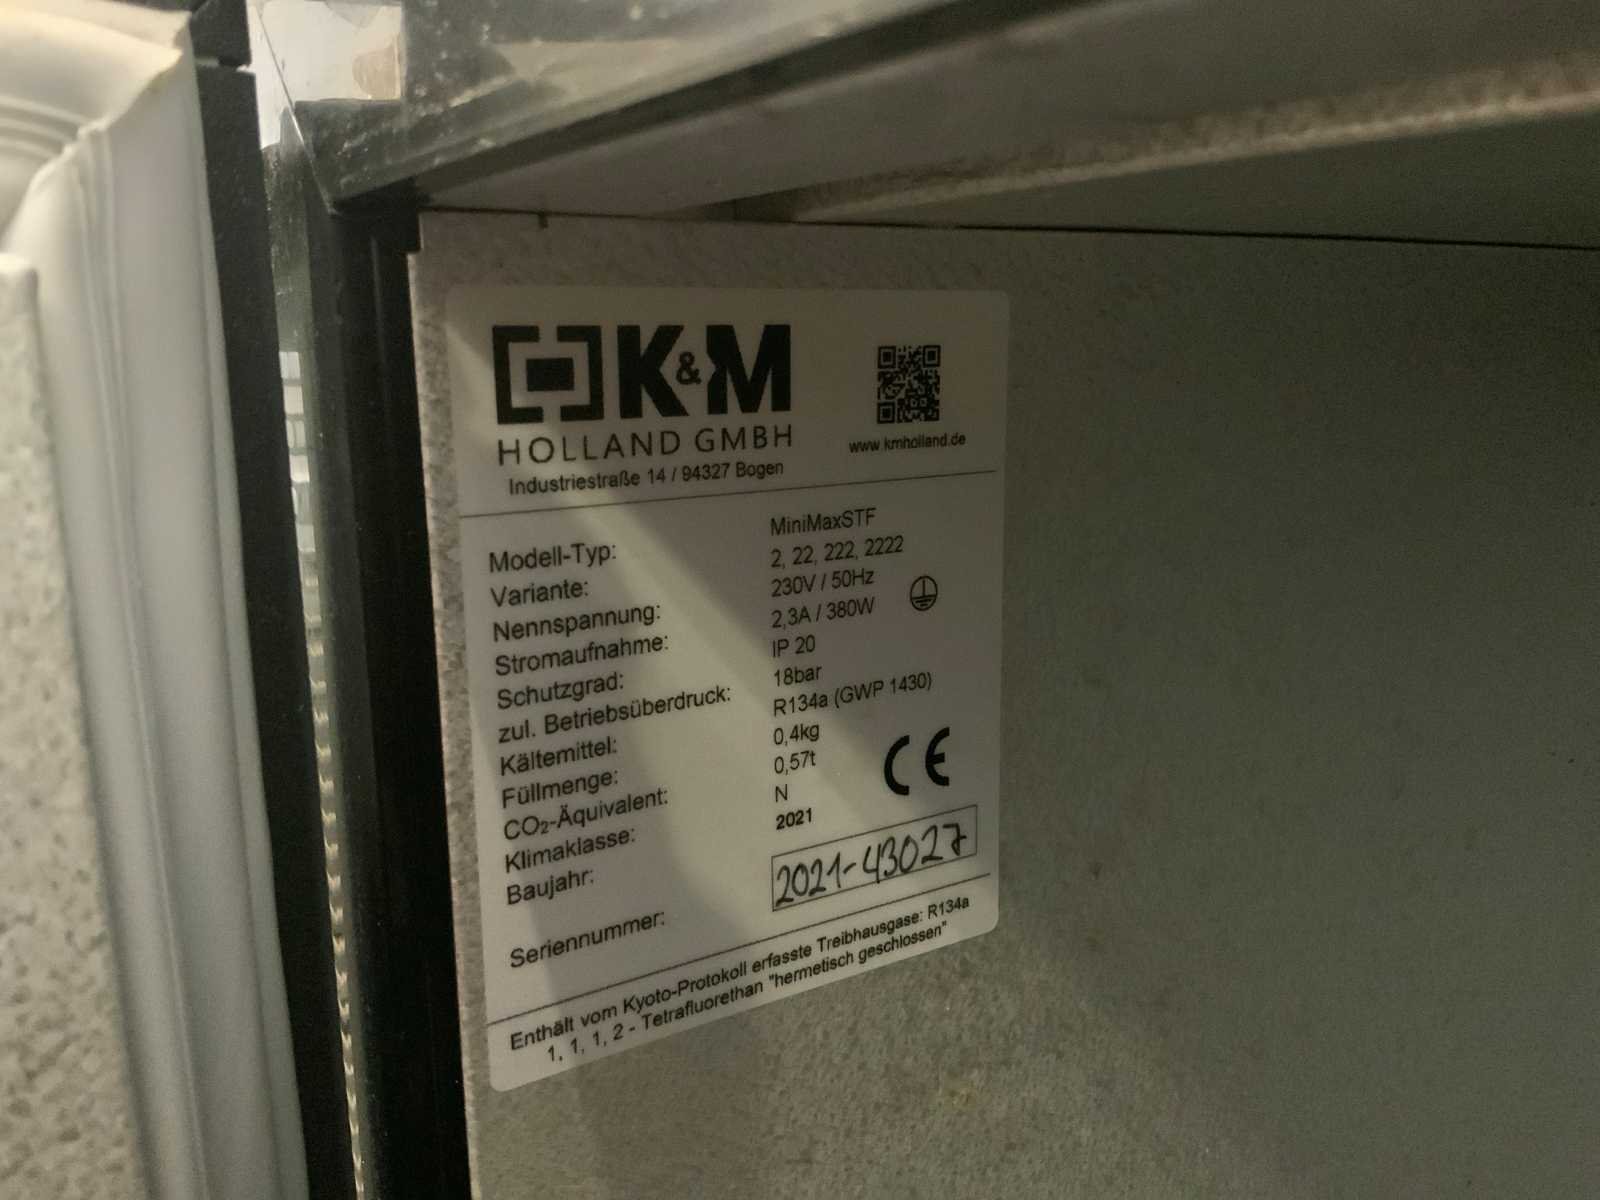 K&M
HOLLAND GMBH
Industriestraße 14 / 94327 Bogen
www.kmholland.de
Modell-Typ: MiniMaxSTF
Variante: 2, 22, 222, 2222
Nennspannung: 230V / 50Hz
Stromaufnahme: 2,3A / 380W
Schutzgrad: IP 20
zul. Betriebsüberdruck: 18bar
Kältemittel: R134a (GWP 1430)
Füllmenge: 0,4kg
CO₂-Äquivalent: 0,57t
Klimaklasse: N
Baujahr: 2021
CE
Seriennummer: 2021-43027
Enthält vom Kyoto-Protokoll erfasste Treibhausgase: R134a
1, 1, 1, 2 - Tetrafluorethan "hermetisch geschlossen"